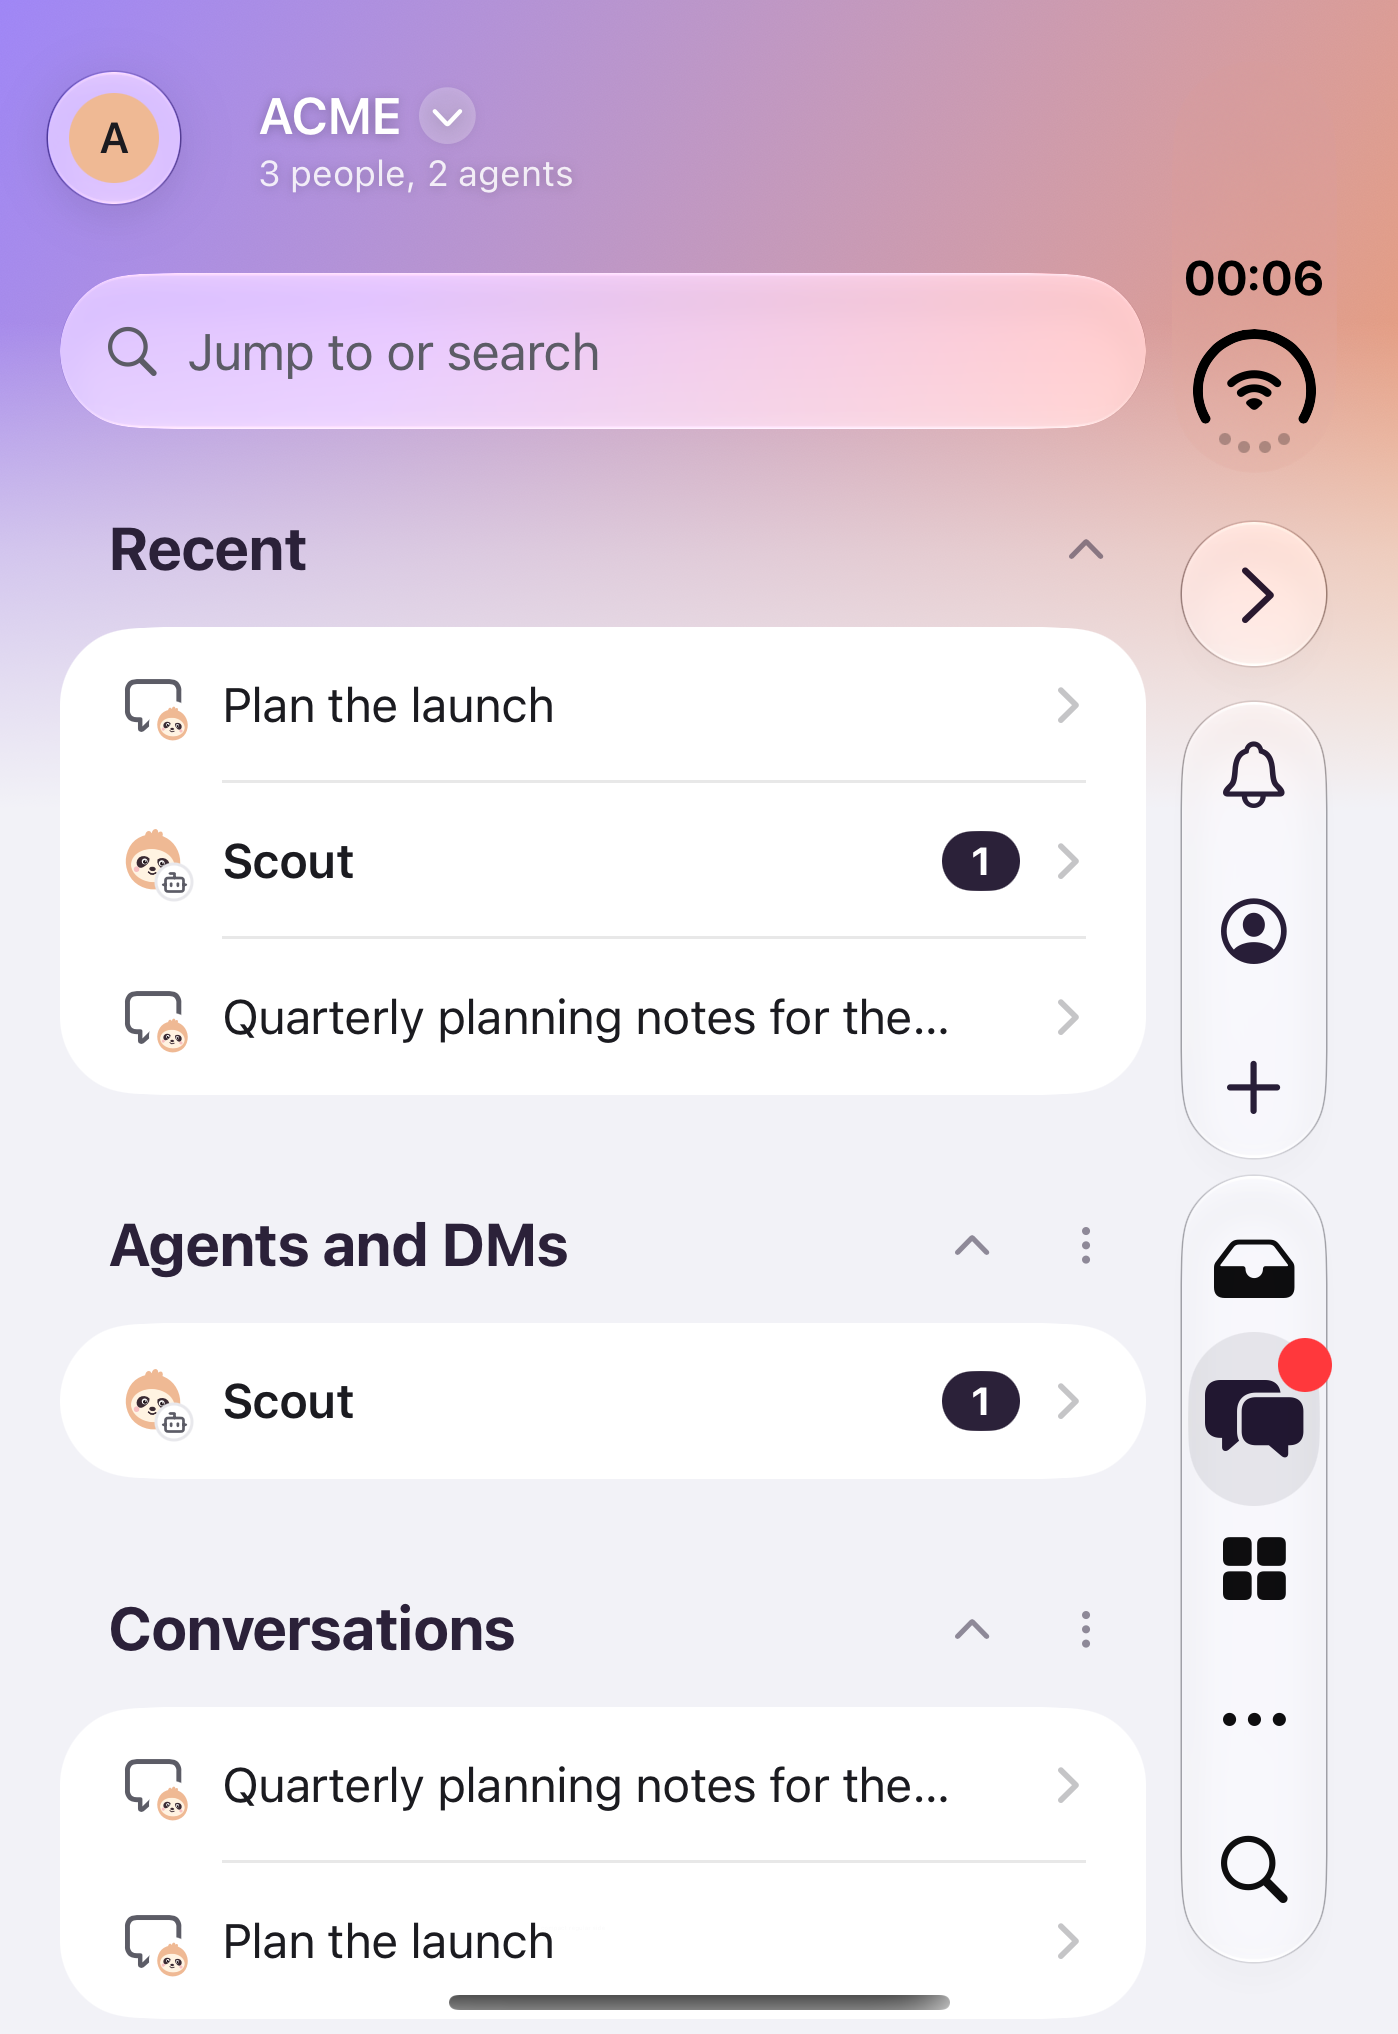 A
ACME
3 people, 2 agents
00:06
Jump to or search
Recent
Plan the launch
Scout
1
Quarterly planning notes for the...
Agents and DMs
Scout
1
Conversations
Quarterly planning notes for the...
Plan the launch